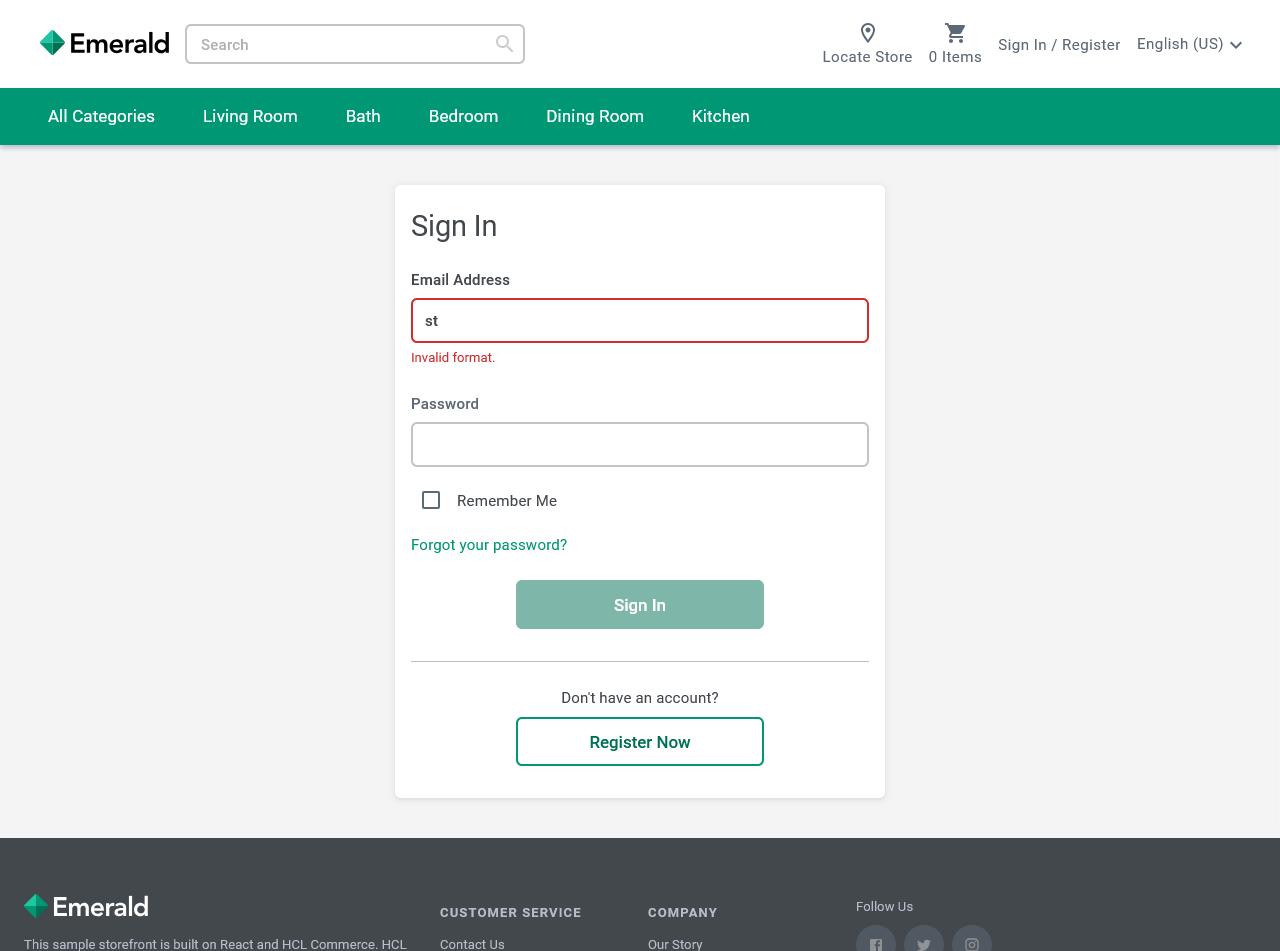 Emerald
Search
Locate Store
0 Items
Sign In / Register
English (US)
All Categories
Living Room
Bath
Bedroom
Dining Room
Kitchen
Sign In
Email Address
st
Invalid format.
Password
Remember Me
Forgot your password?
Sign In
Don't have an account?
Register Now
Emerald
This sample storefront is built on React and HCL Commerce. HCL
CUSTOMER SERVICE
Contact Us
COMPANY
Our Story
Follow Us